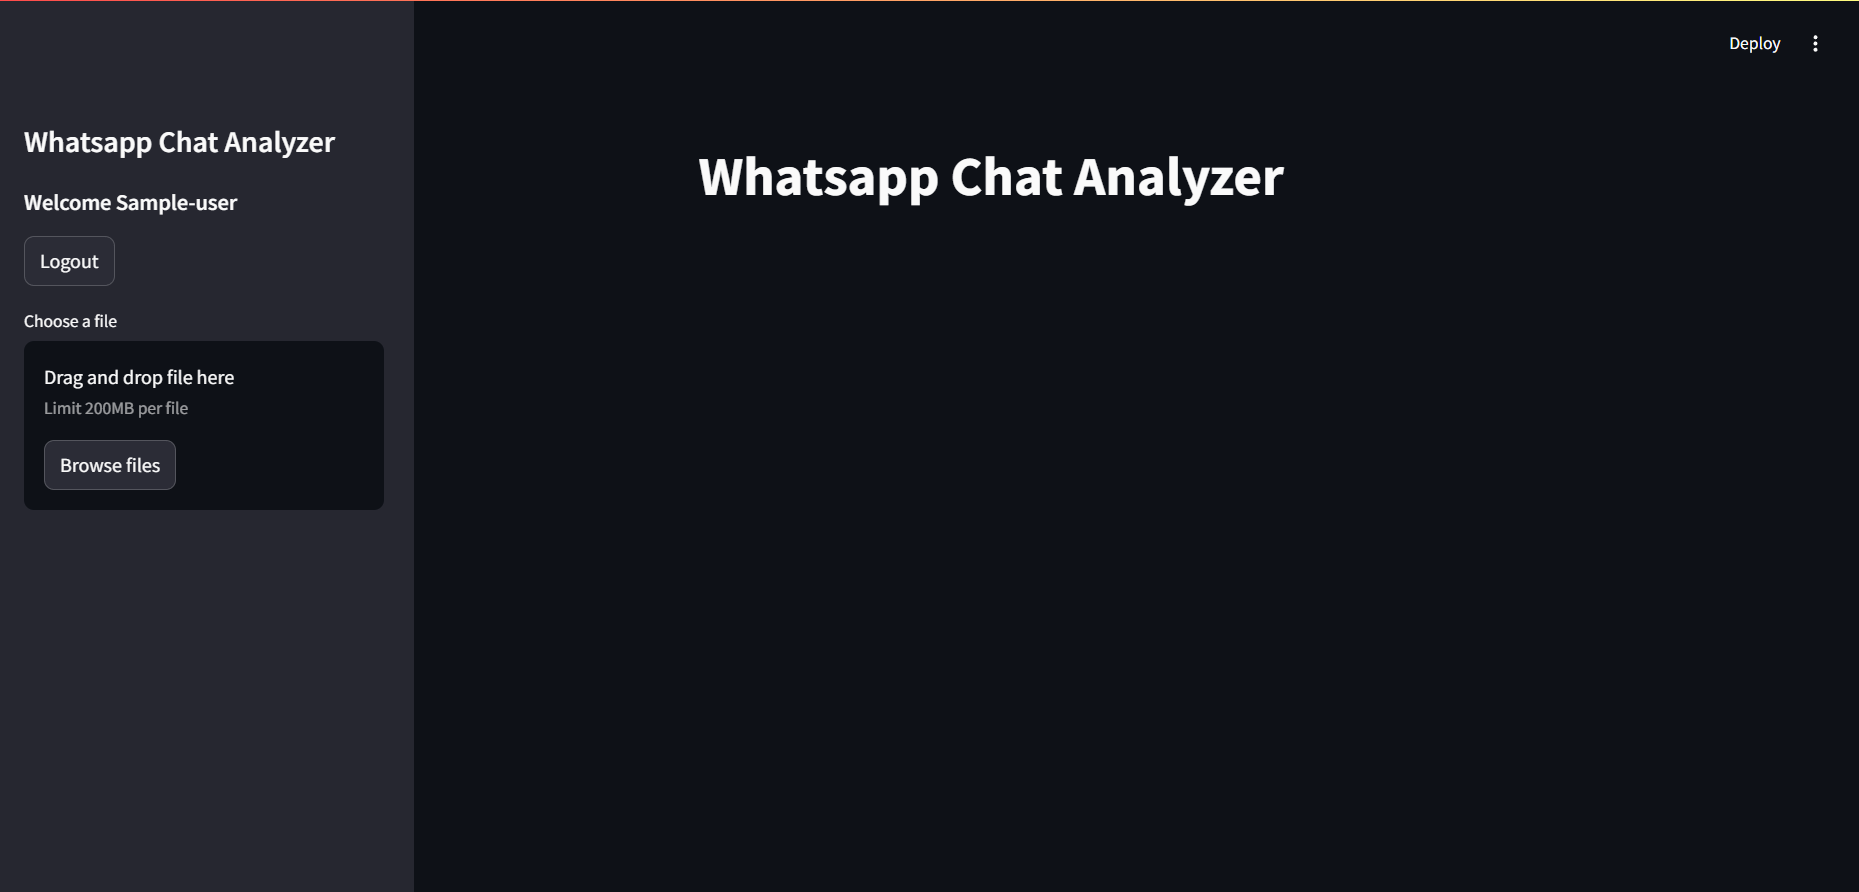 Deploy
Whatsapp Chat Analyzer
Welcome Sample-user
Logout
Choose a file
Drag and drop file here
Limit 200MB per file
Browse files
Whatsapp Chat Analyzer